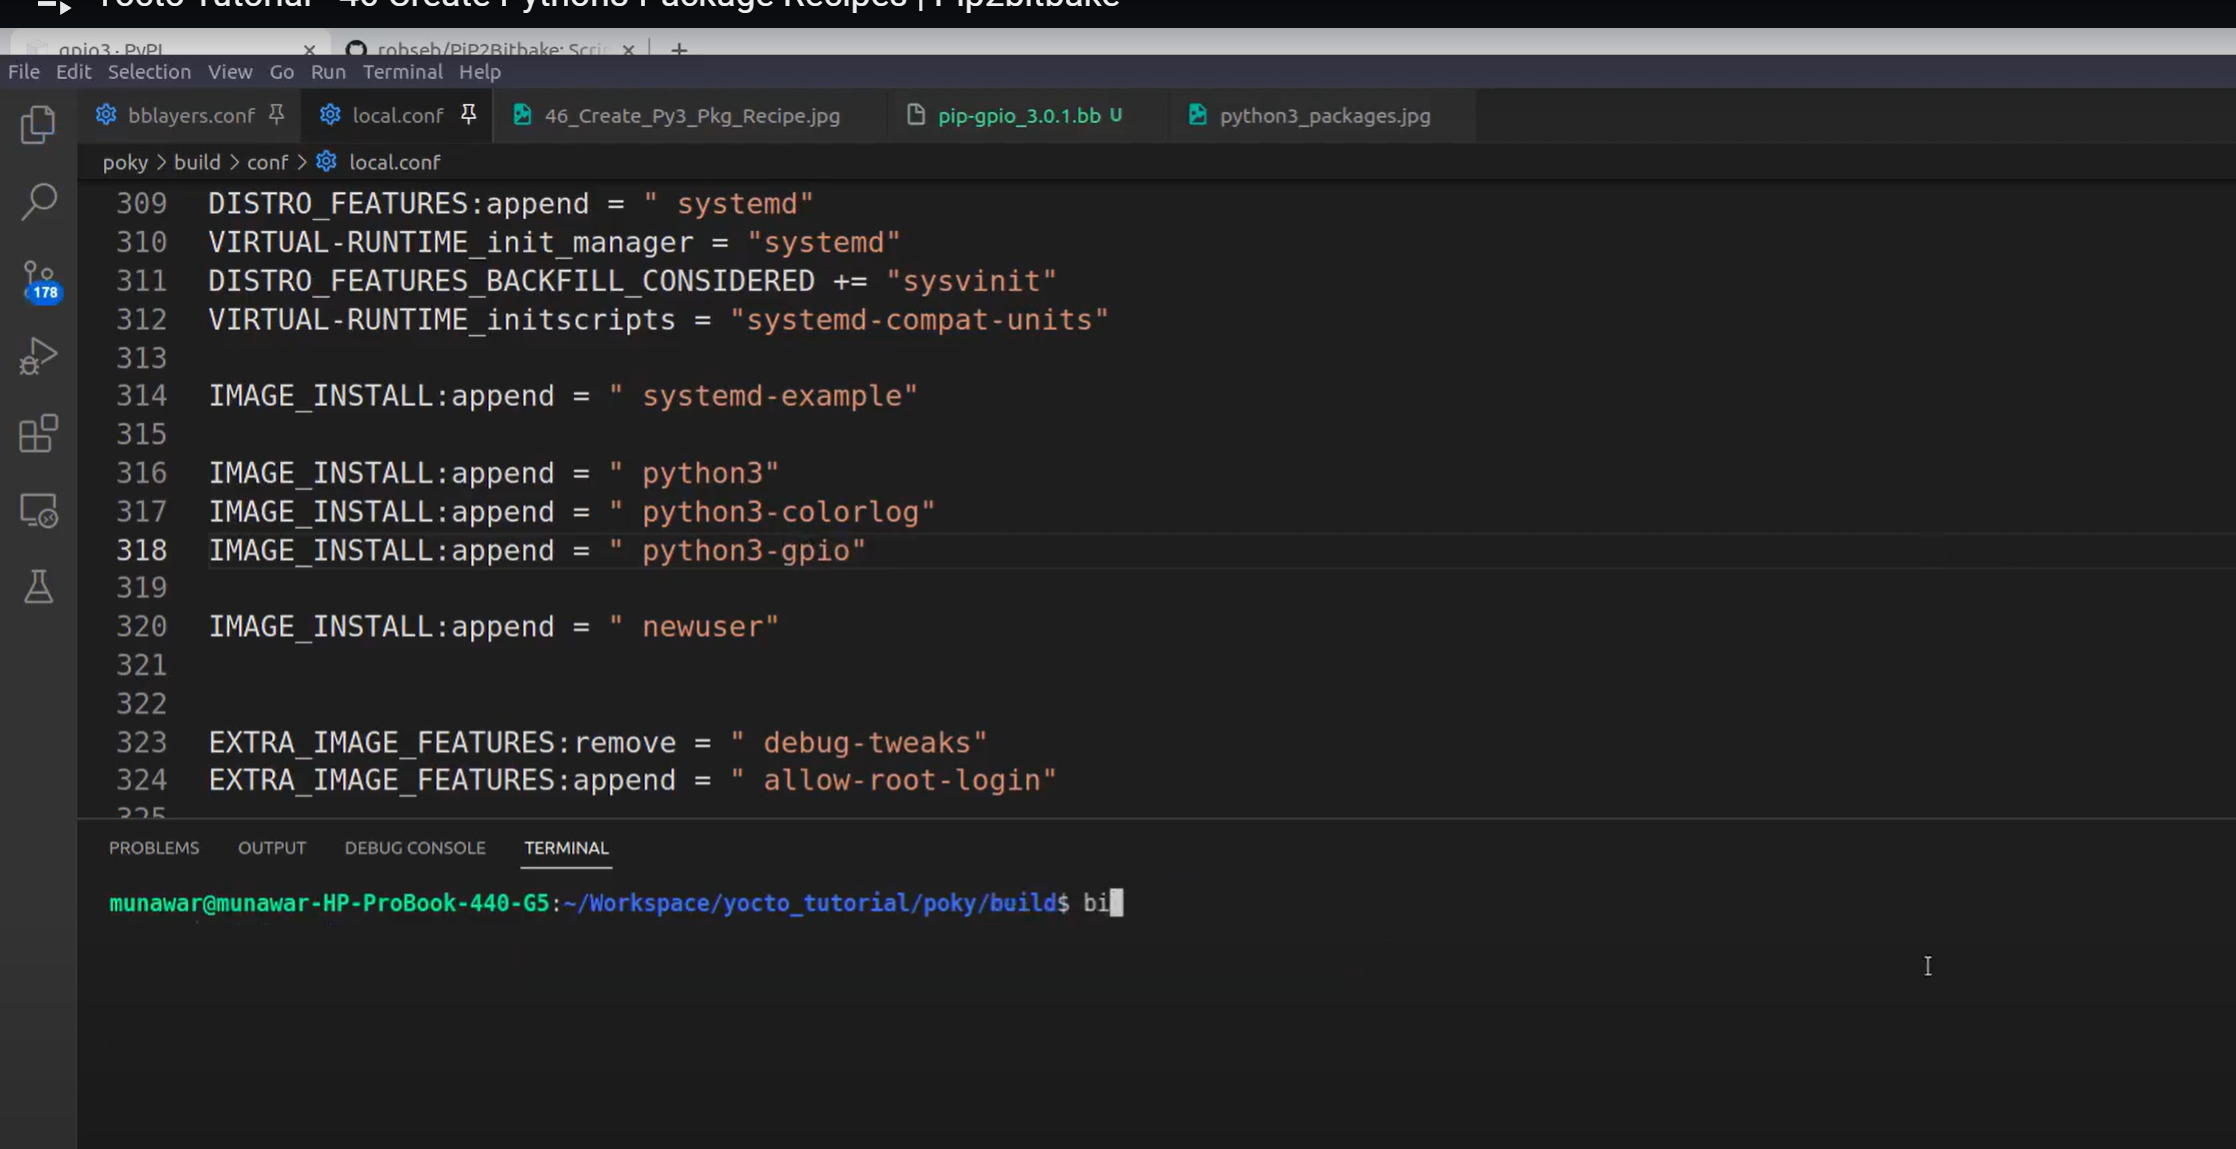 Yocto Tutorial - 46 Create Python3 Package Recipes | Pip2bitbake
gpio3 · PyPI
robseb/PiP2Bitbake: Scri
File Edit Selection View Go Run Terminal Help
bblayers.conf local.conf 46_Create_Py3_Pkg_Recipe.jpg pip-gpio_3.0.1.bb U python3_packages.jpg
poky > build > conf > local.conf
178
309 DISTRO_FEATURES:append = " systemd"
310 VIRTUAL-RUNTIME_init_manager = "systemd"
311 DISTRO_FEATURES_BACKFILL_CONSIDERED += "sysvinit"
312 VIRTUAL-RUNTIME_initscripts = "systemd-compat-units"
313
314 IMAGE_INSTALL:append = " systemd-example"
315
316 IMAGE_INSTALL:append = " python3"
317 IMAGE_INSTALL:append = " python3-colorlog"
318 IMAGE_INSTALL:append = " python3-gpio"
319
320 IMAGE_INSTALL:append = " newuser"
321
322
323 EXTRA_IMAGE_FEATURES:remove = " debug-tweaks"
324 EXTRA_IMAGE_FEATURES:append = " allow-root-login"
325
PROBLEMS OUTPUT DEBUG CONSOLE TERMINAL
munawar@munawar-HP-ProBook-440-G5:~/Workspace/yocto_tutorial/poky/build$ bi